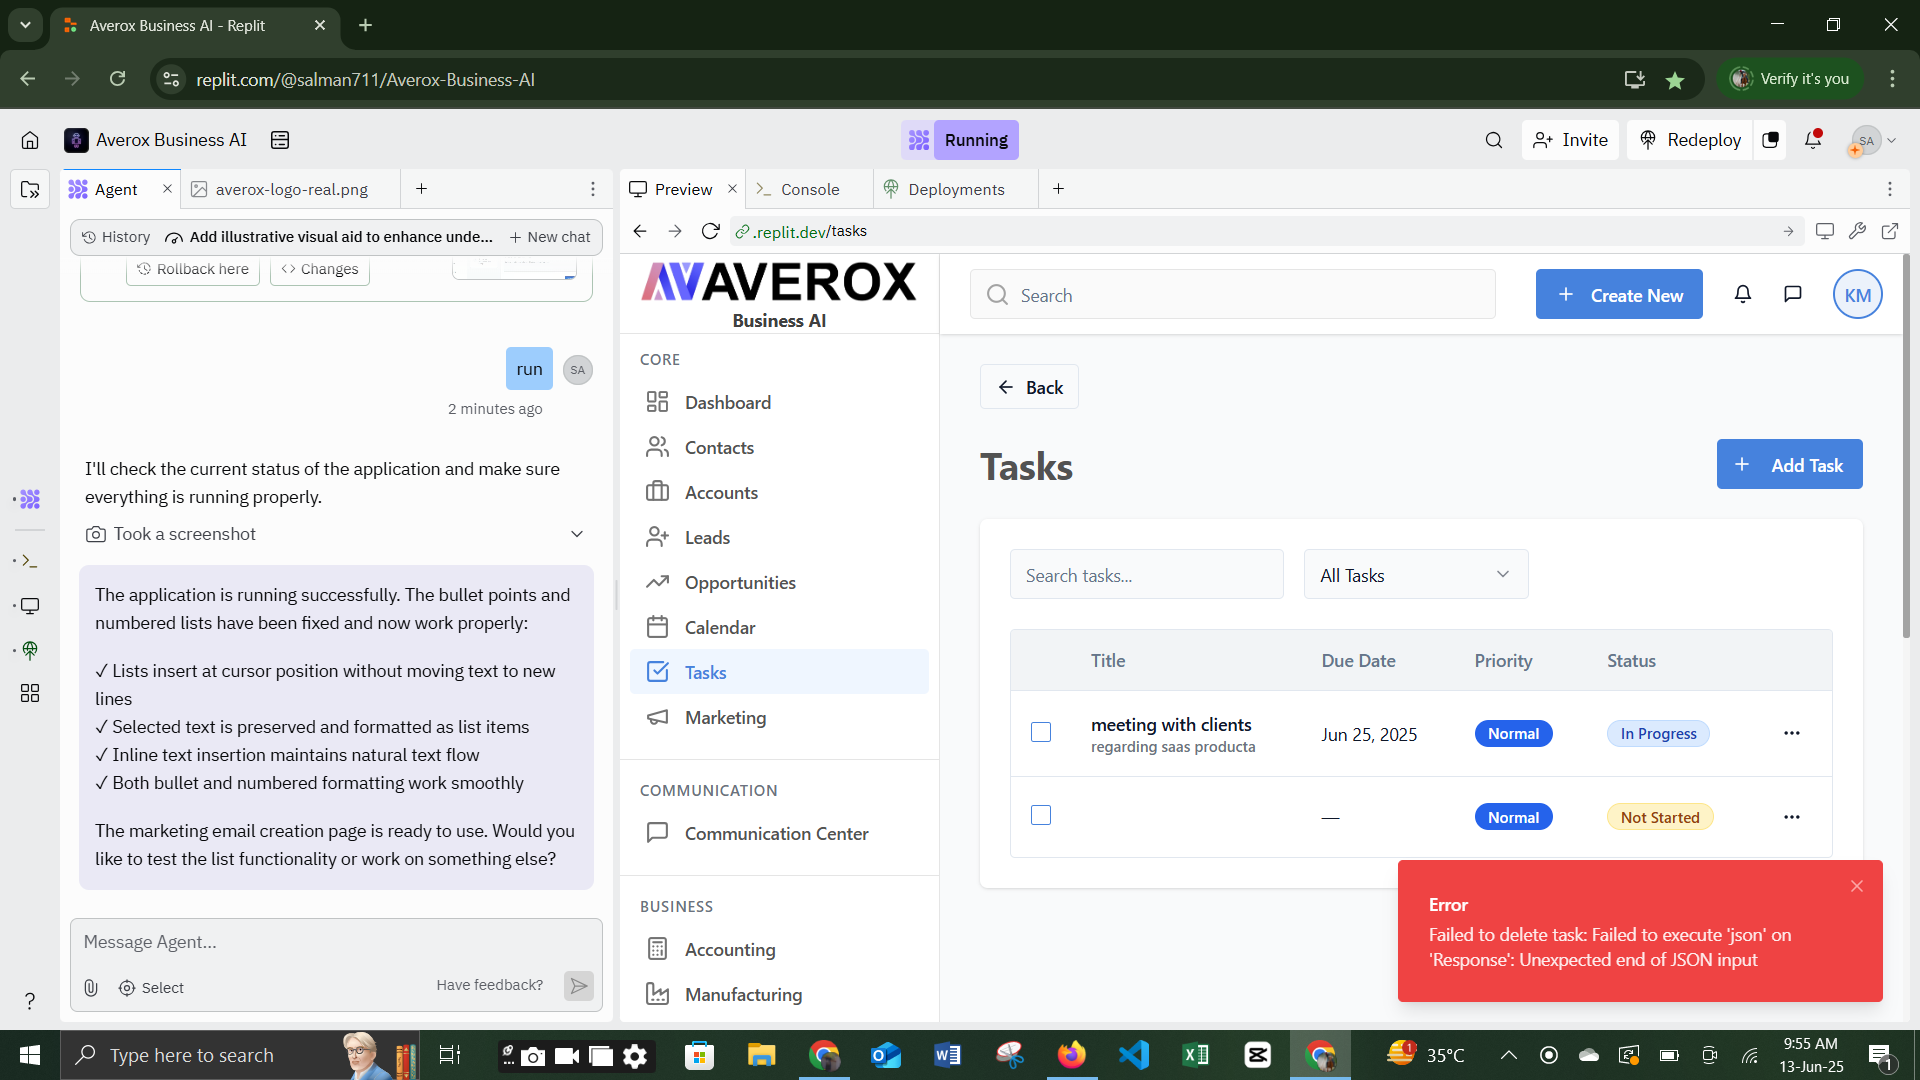 Averox Business AI - Replit
replit.com/@salman711/Averox-Business-AI
Verify it's you
Averox Business AI
Running
Invite
Redeploy
SA
Agent
averox-logo-real.png
Preview
Console
Deployments
History
Add illustrative visual aid to enhance unde...
New chat
.replit.dev/tasks
Rollback here
Changes
run
SA
2 minutes ago
I'll check the current status of the application and make sure
everything is running properly.
Took a screenshot
The application is running successfully. The bullet points and
numbered lists have been fixed and now work properly:
✓ Lists insert at cursor position without moving text to new
lines
✓ Selected text is preserved and formatted as list items
✓ Inline text insertion maintains natural text flow
✓ Both bullet and numbered formatting work smoothly
The marketing email creation page is ready to use. Would you
like to test the list functionality or work on something else?
Message Agent...
Select
Have feedback?
AVEROX
Business AI
CORE
Dashboard
Contacts
Accounts
Leads
Opportunities
Calendar
Tasks
Marketing
COMMUNICATION
Communication Center
BUSINESS
Accounting
Manufacturing
Search
Create New
KM
Back
Tasks
Add Task
Search tasks...
All Tasks
Title
Due Date
Priority
Status
meeting with clients
regarding saas producta
Jun 25, 2025
Normal
In Progress
—
Normal
Not Started
Error
Failed to delete task: Failed to execute 'json' on
'Response': Unexpected end of JSON input
Type here to search
1
35°C
9:55 AM
13-Jun-25
1